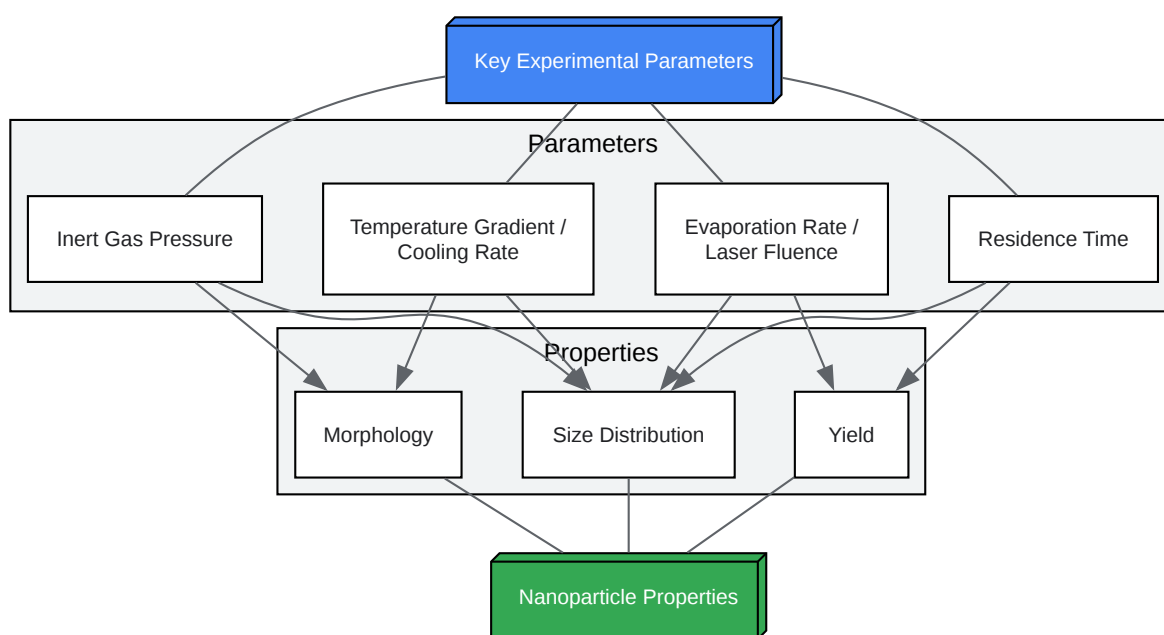 Key Experimental Parameters
Parameters
Inert Gas Pressure
Temperature Gradient /
Cooling Rate
Evaporation Rate /
Laser Fluence
Residence Time
Properties
Morphology
Size Distribution
Yield
Nanoparticle Properties